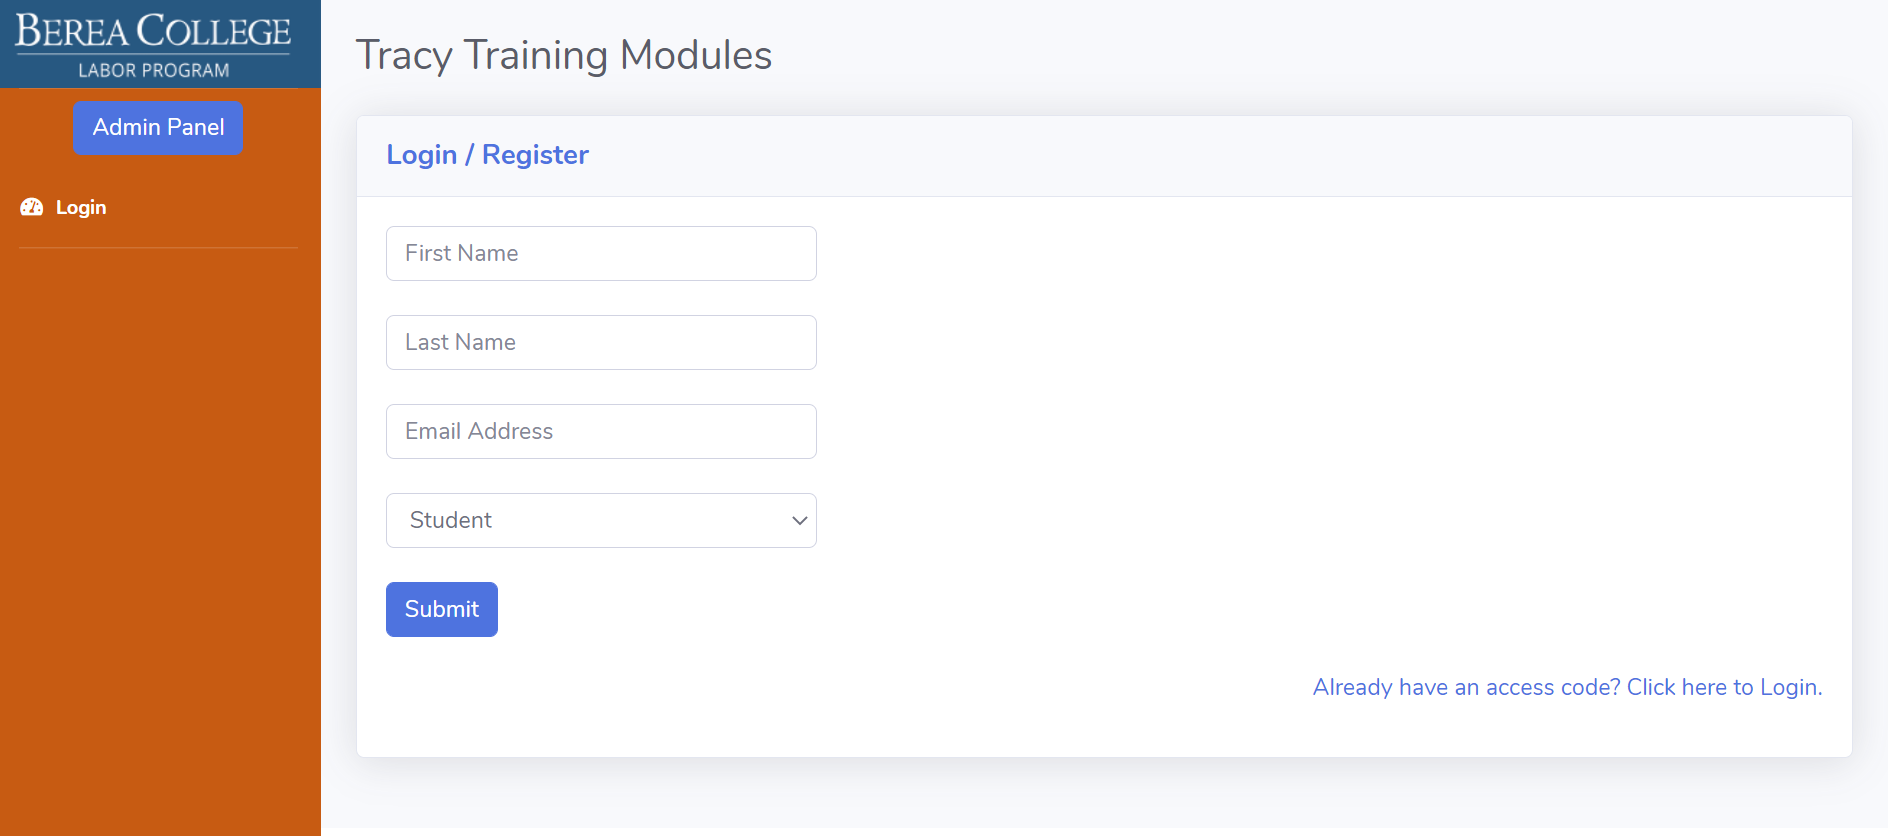 BEREA COLLEGE
LABOR PROGRAM
Admin Panel
Login
Tracy Training Modules
Login / Register
First Name
Last Name
Email Address
Student
Submit
Already have an access code? Click here to Login.